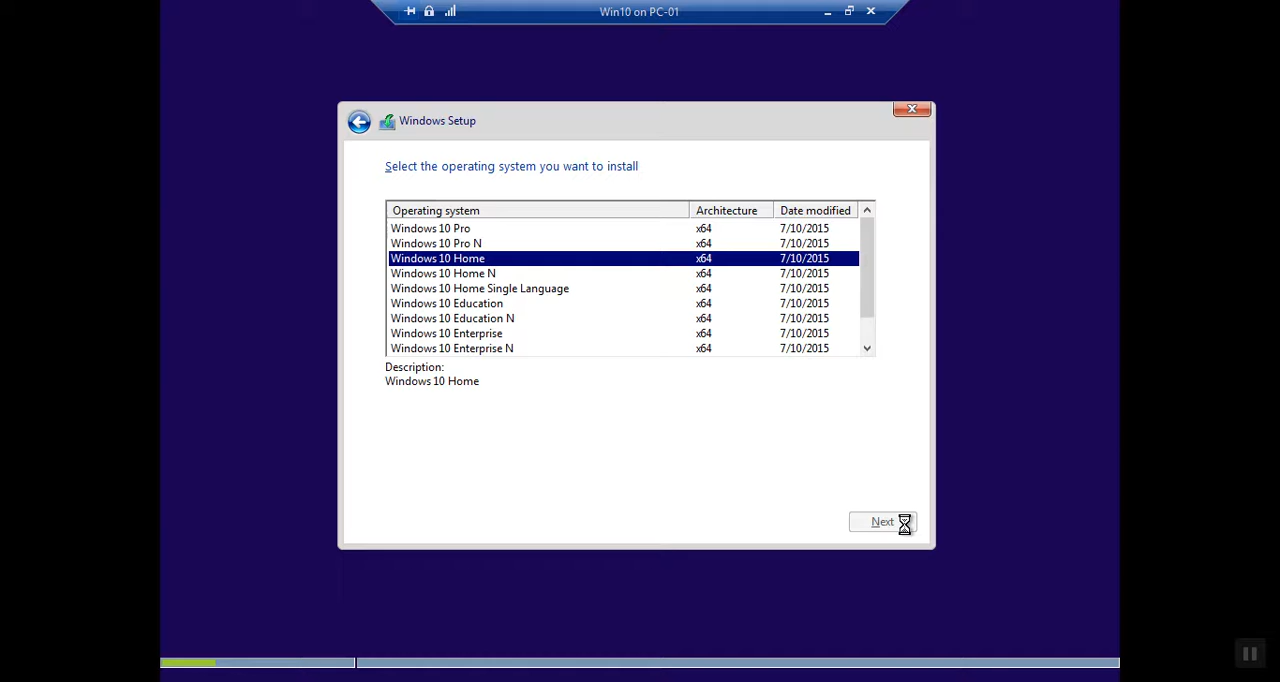 Win10 on PC-01
Windows Setup
Select the operating system you want to install
Operating system Architecture Date modified
Windows 10 Pro x64 7/10/2015
Windows 10 Pro N x64 7/10/2015
Windows 10 Home x64 7/10/2015
Windows 10 Home N x64 7/10/2015
Windows 10 Home Single Language x64 7/10/2015
Windows 10 Education x64 7/10/2015
Windows 10 Education N x64 7/10/2015
Windows 10 Enterprise x64 7/10/2015
Windows 10 Enterprise N x64 7/10/2015
Description:
Windows 10 Home
Next